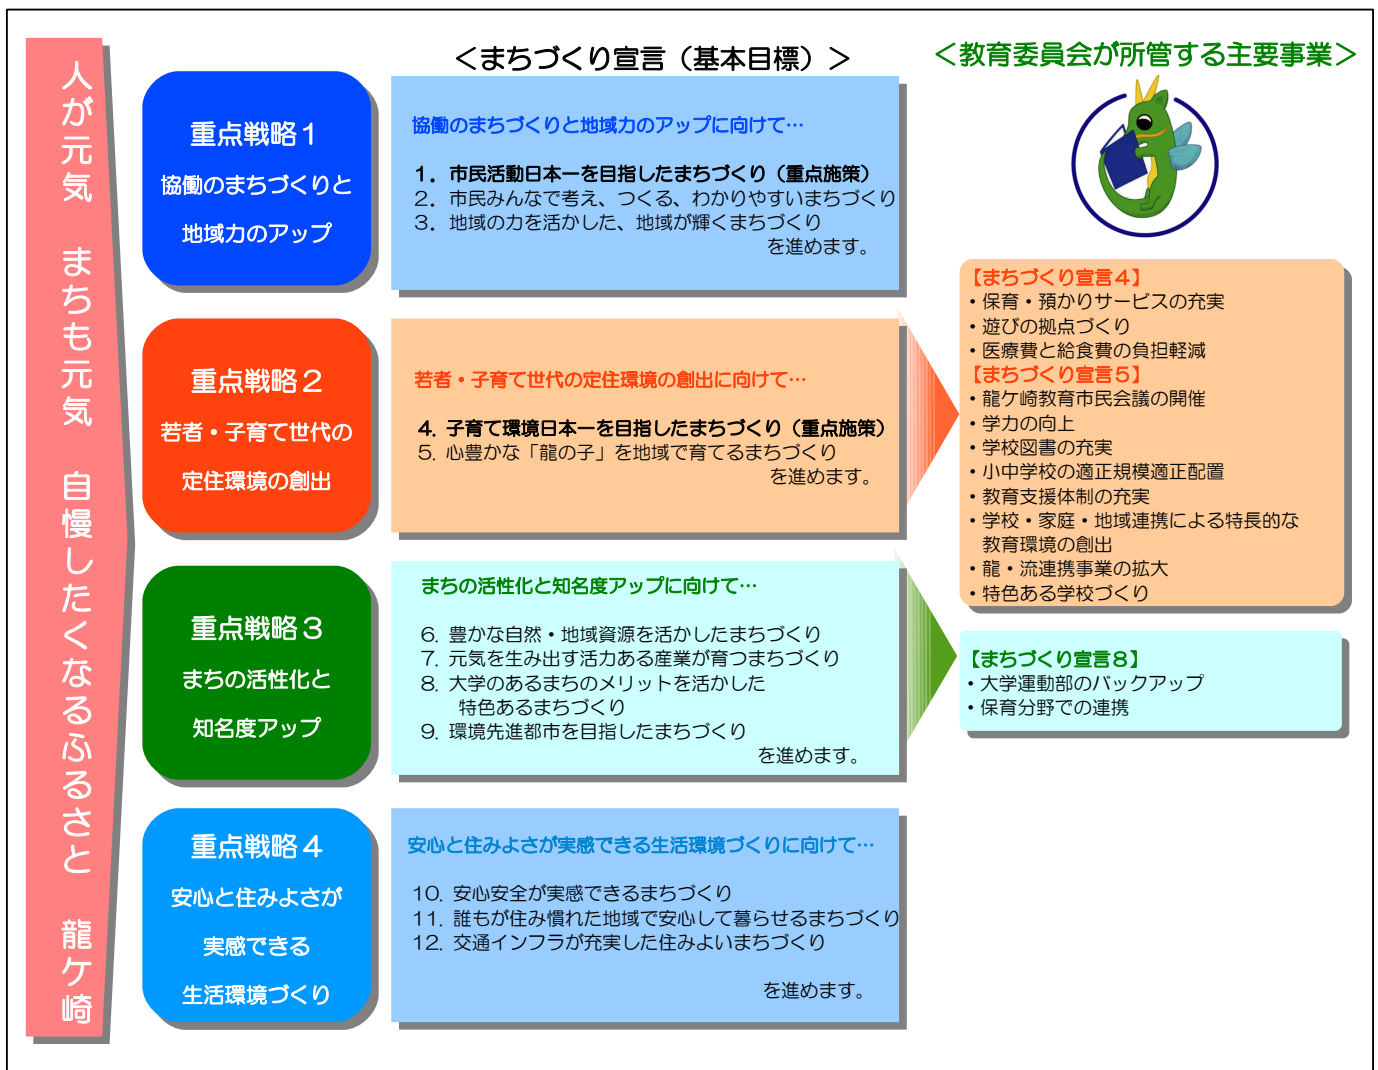 人が元気　まちも元気　自慢したくなるふるさと　龍ケ崎
＜まちづくり宣言（基本目標）＞
＜教育委員会が所管する主要事業＞
重点戦略１
協働のまちづくりと
地域力のアップ
協働のまちづくりと地域力のアップに向けて…
1．市民活動日本一を目指したまちづくり（重点施策）
2．市民みんなで考え、つくる、わかりやすいまちづくり
3．地域の力を活かした、地域が輝くまちづくり
を進めます。
重点戦略２
若者・子育て世代の
定住環境の創出
若者・子育て世代の定住環境の創出に向けて…
4. 子育て環境日本一を目指したまちづくり（重点施策）
5. 心豊かな「龍の子」を地域で育てるまちづくり
を進めます。
【まちづくり宣言4】
・保育・預かりサービスの充実
・遊びの拠点づくり
・医療費と給食費の負担軽減
【まちづくり宣言5】
・龍ケ崎教育市民会議の開催
・学力の向上
・学校図書の充実
・小中学校の適正規模適正配置
・教育支援体制の充実
・学校・家庭・地域連携による特長的な
教育環境の創出
・龍・流連携事業の拡大
・特色ある学校づくり
重点戦略３
まちの活性化と
知名度アップ
まちの活性化と知名度アップに向けて…
6. 豊かな自然・地域資源を活かしたまちづくり
7. 元気を生み出す活力ある産業が育つまちづくり
8. 大学のあるまちのメリットを活かした
特色あるまちづくり
9. 環境先進都市を目指したまちづくり
を進めます。
【まちづくり宣言8】
・大学運動部のバックアップ
・保育分野での連携
重点戦略４
安心と住みよさが
実感できる
生活環境づくり
安心と住みよさが実感できる生活環境づくりに向けて…
10. 安心安全が実感できるまちづくり
11. 誰もが住み慣れた地域で安心して暮らせるまちづくり
12. 交通インフラが充実した住みよいまちづくり
を進めます。